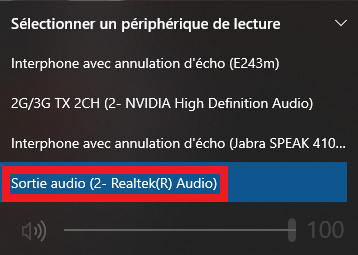 Sélectionner un périphérique de lecture
Interphone avec annulation d'écho (E243m)
2G/3G TX 2CH (2- NVIDIA High Definition Audio)
Interphone avec annulation d'écho (Jabra SPEAK 410...
Sortie audio (2- Realtek(R) Audio)
100